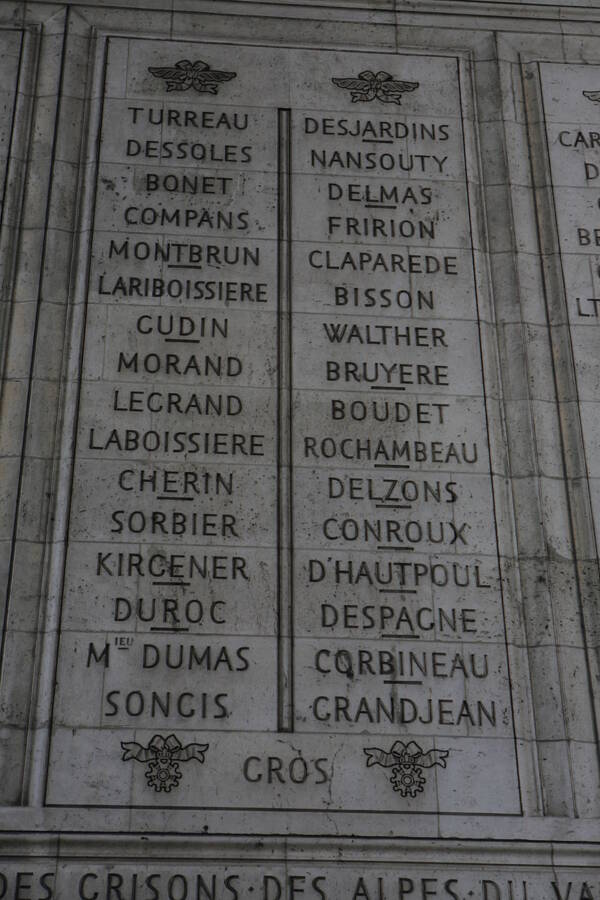 TURREAU
DESSOLES
BONET
COMPANS
MONTBRUN
LARIBOISSIERE
GUDIN
MORAND
LEGRAND
LABOISSIERE
CHERIN
SORBIER
KIRGENER
DUROC
MIEU DUMAS
SONGIS
DESJARDINS
NANSOUTY
DELMAS
FRIRION
CLAPAREDE
BISSON
WALTHER
BRUYERE
BOUDET
ROCHAMBEAU
DELZONS
CONROUX
D'HAUTPOUL
DESPAGNE
CORBINEAU
GRANDJEAN
GROS
DES GRISONS·DES ALPES·DU